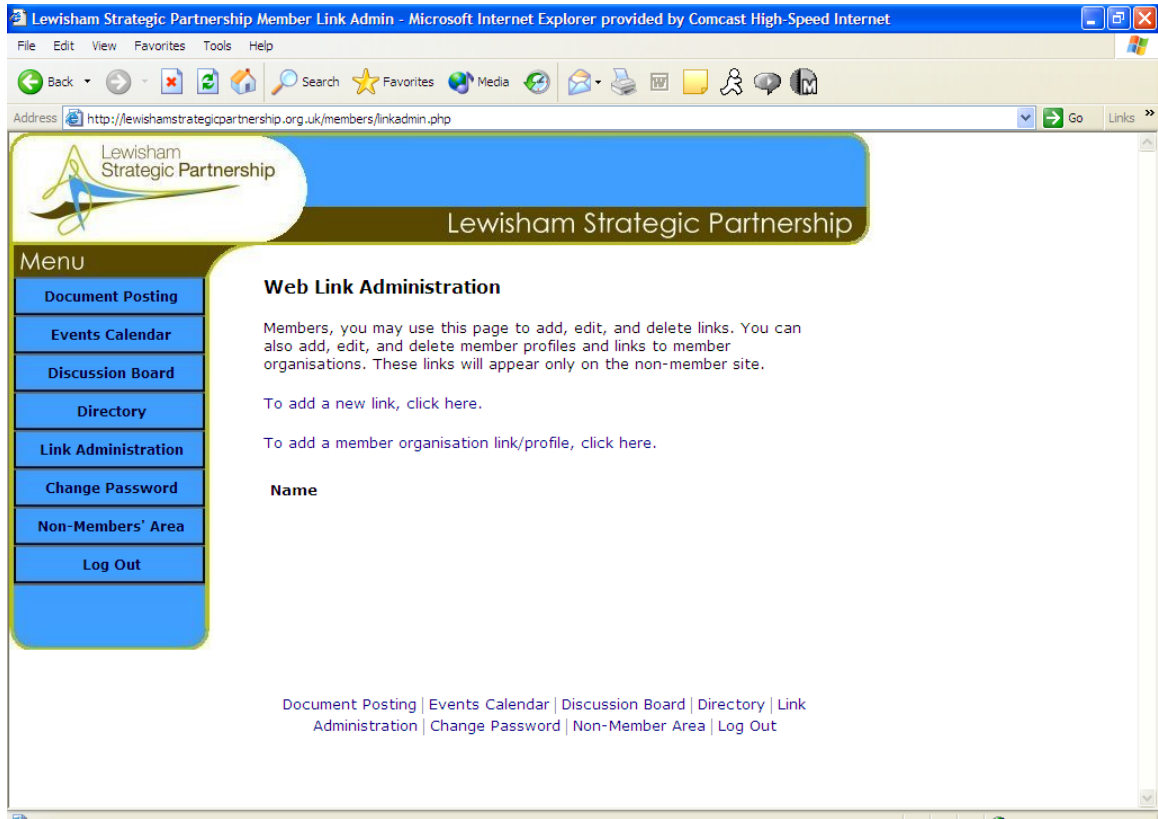 Lewisham Strategic Partnership Member Link Admin - Microsoft Internet Explorer provided by Comcast High-Speed Internet
File Edit View Favorites Tools Help
Back Search Favorites Media
Address http://lewishamstrategicpartnership.org.uk/members/linkadmin.php Go Links »
Lewisham
Strategic Partnership
Lewisham Strategic Partnership
Menu
Document Posting
Events Calendar
Discussion Board
Directory
Link Administration
Change Password
Non-Members' Area
Log Out
Web Link Administration
Members, you may use this page to add, edit, and delete links. You can
also add, edit, and delete member profiles and links to member
organisations. These links will appear only on the non-member site.
To add a new link, click here.
To add a member organisation link/profile, click here.
Name
Document Posting | Events Calendar | Discussion Board | Directory | Link
Administration | Change Password | Non-Member Area | Log Out